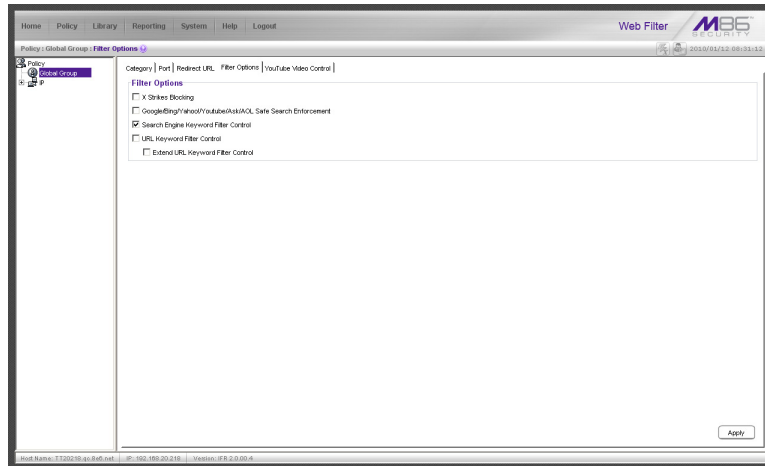 Home Policy Library Reporting System Help Logout
Web Filter
M86
SECURITY
Policy : Global Group : Filter Options
2010/01/12 08:31:12
Policy
Global Group
IP
Category | Port | Redirect URL | Filter Options | YouTube Video Control |
Filter Options
X Strikes Blocking
Google/Bing/Yahoo!/Youtube/Ask/AOL Safe Search Enforcement
Search Engine Keyword Filter Control
URL Keyword Filter Control
Extend URL Keyword Filter Control
Apply
Host Name: TT20218.qc.8e6.net IP: 192.168.20.218 Version: IFR 2.0.00.4